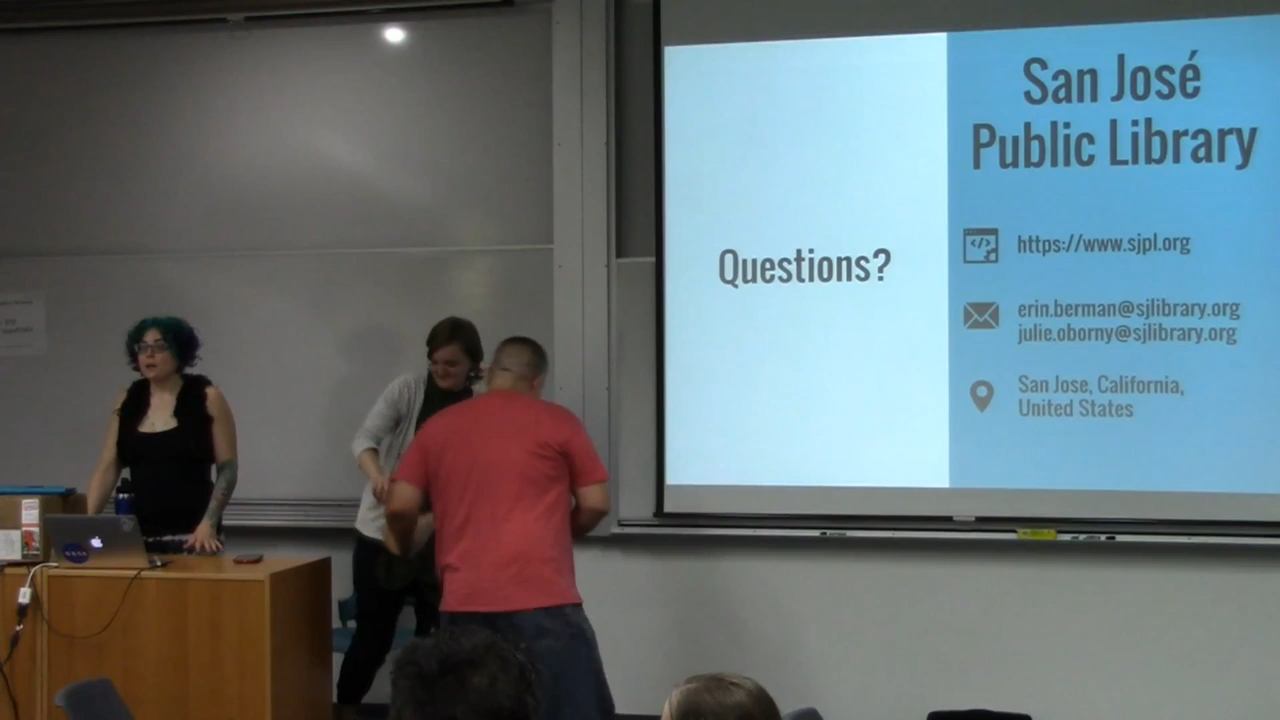 Questions?
San José
Public Library
https://www.sjpl.org
erin.berman@sjlibrary.org
julie.oborny@sjlibrary.org
San Jose, California,
United States
NASA